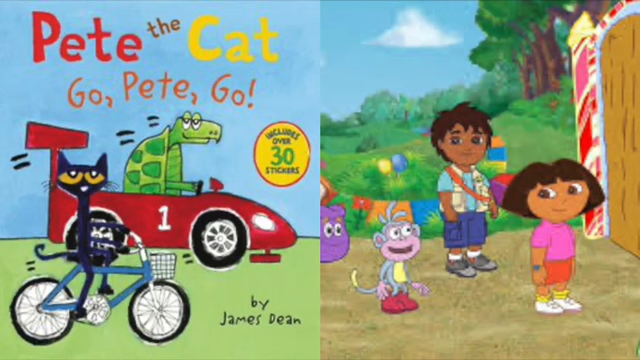 Pete the Cat
Go, Pete, Go!
INCLUDES
OVER
30
STICKERS
1
by
James Dean